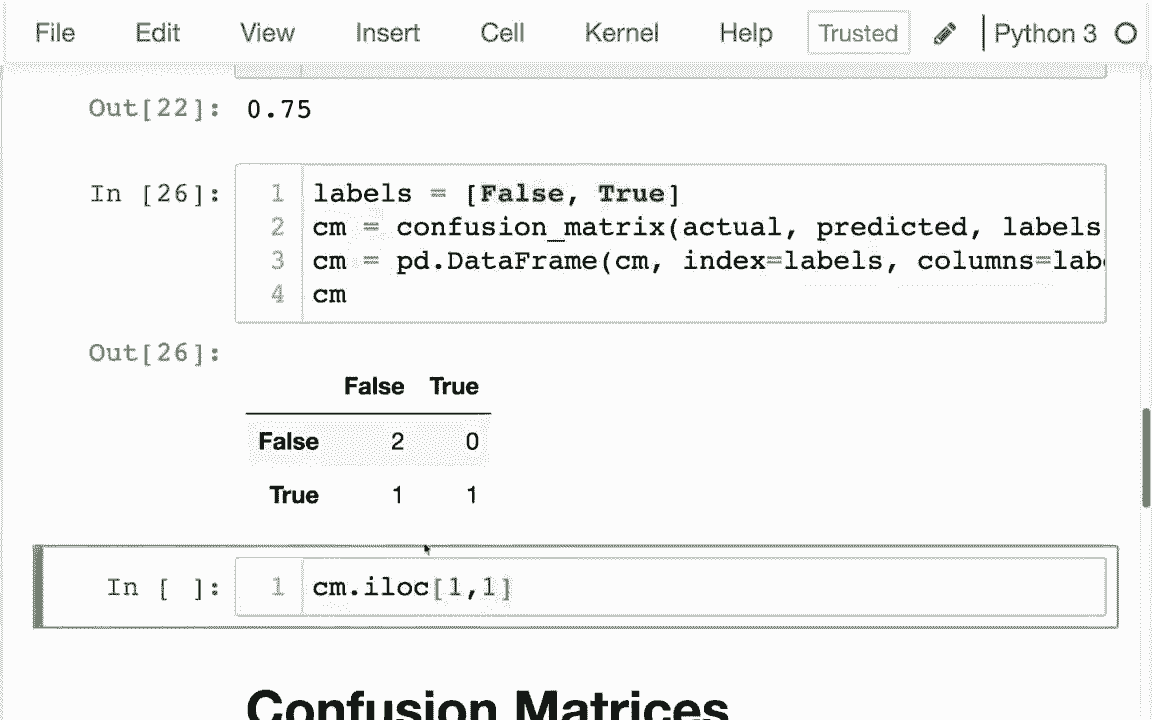 File Edit View Insert Cell Kernel Help Trusted Python 3
Out[22]: 0.75
In [26]: 1 labels = [False, True]
2 cm = confusion_matrix(actual, predicted, labels
3 cm = pd.DataFrame(cm, index=labels, columns=lab
4 cm
Out[26]:
False True
False 2 0
True 1 1
In [ ]: 1 cm.iloc[1,1]
Confusion Matrices